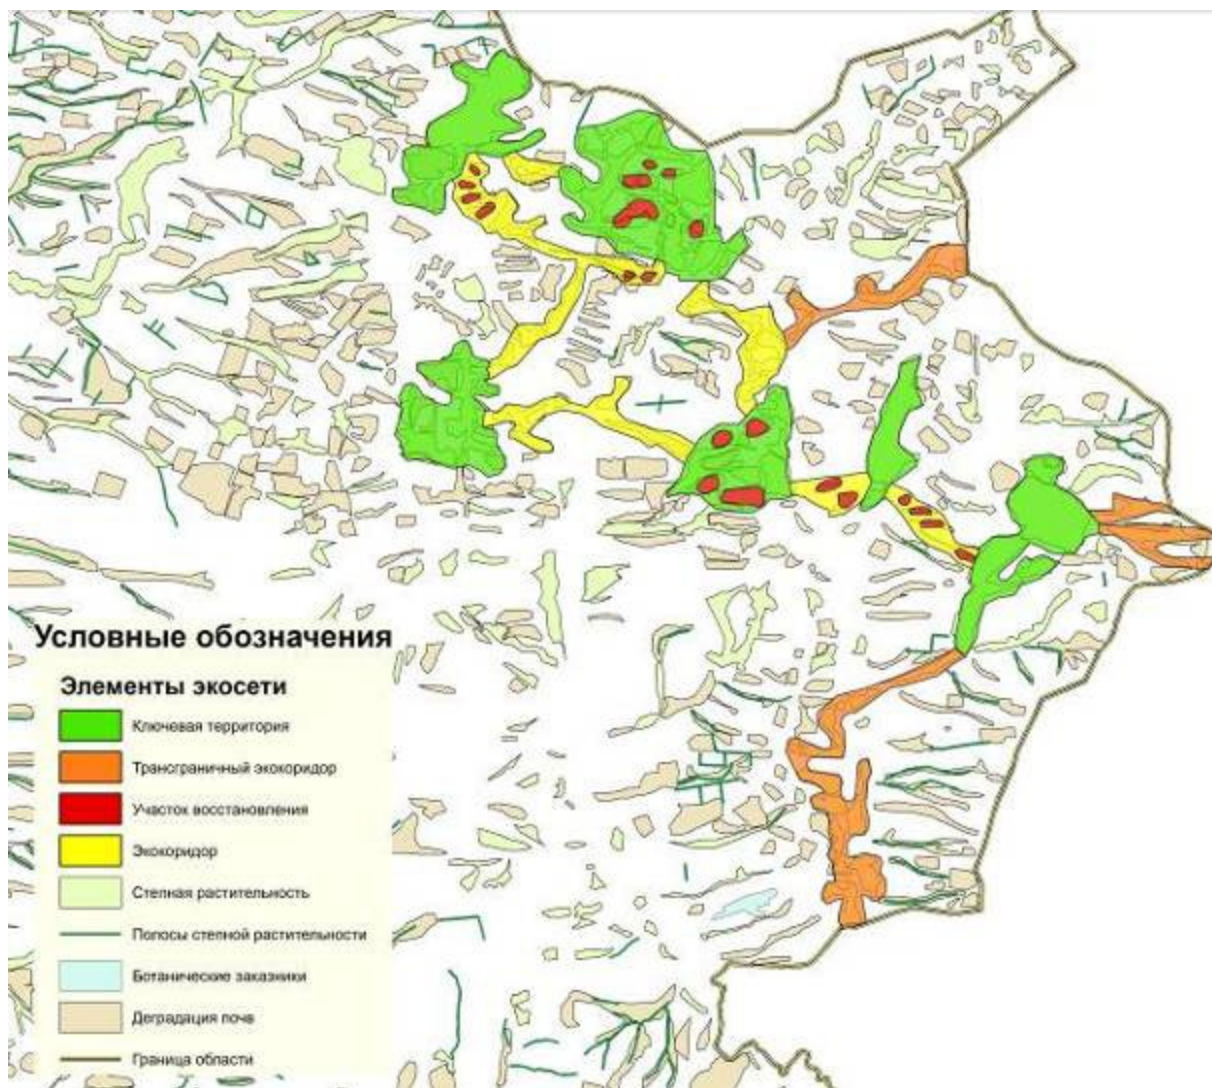 Условные обозначения
Элементы экосети
Ключевая территория
Трансграничный экокоридор
Участок восстановления
Экокоридор
Степная растительность
Полосы степной растительности
Ботанические заказники
Деградация почв
Граница области